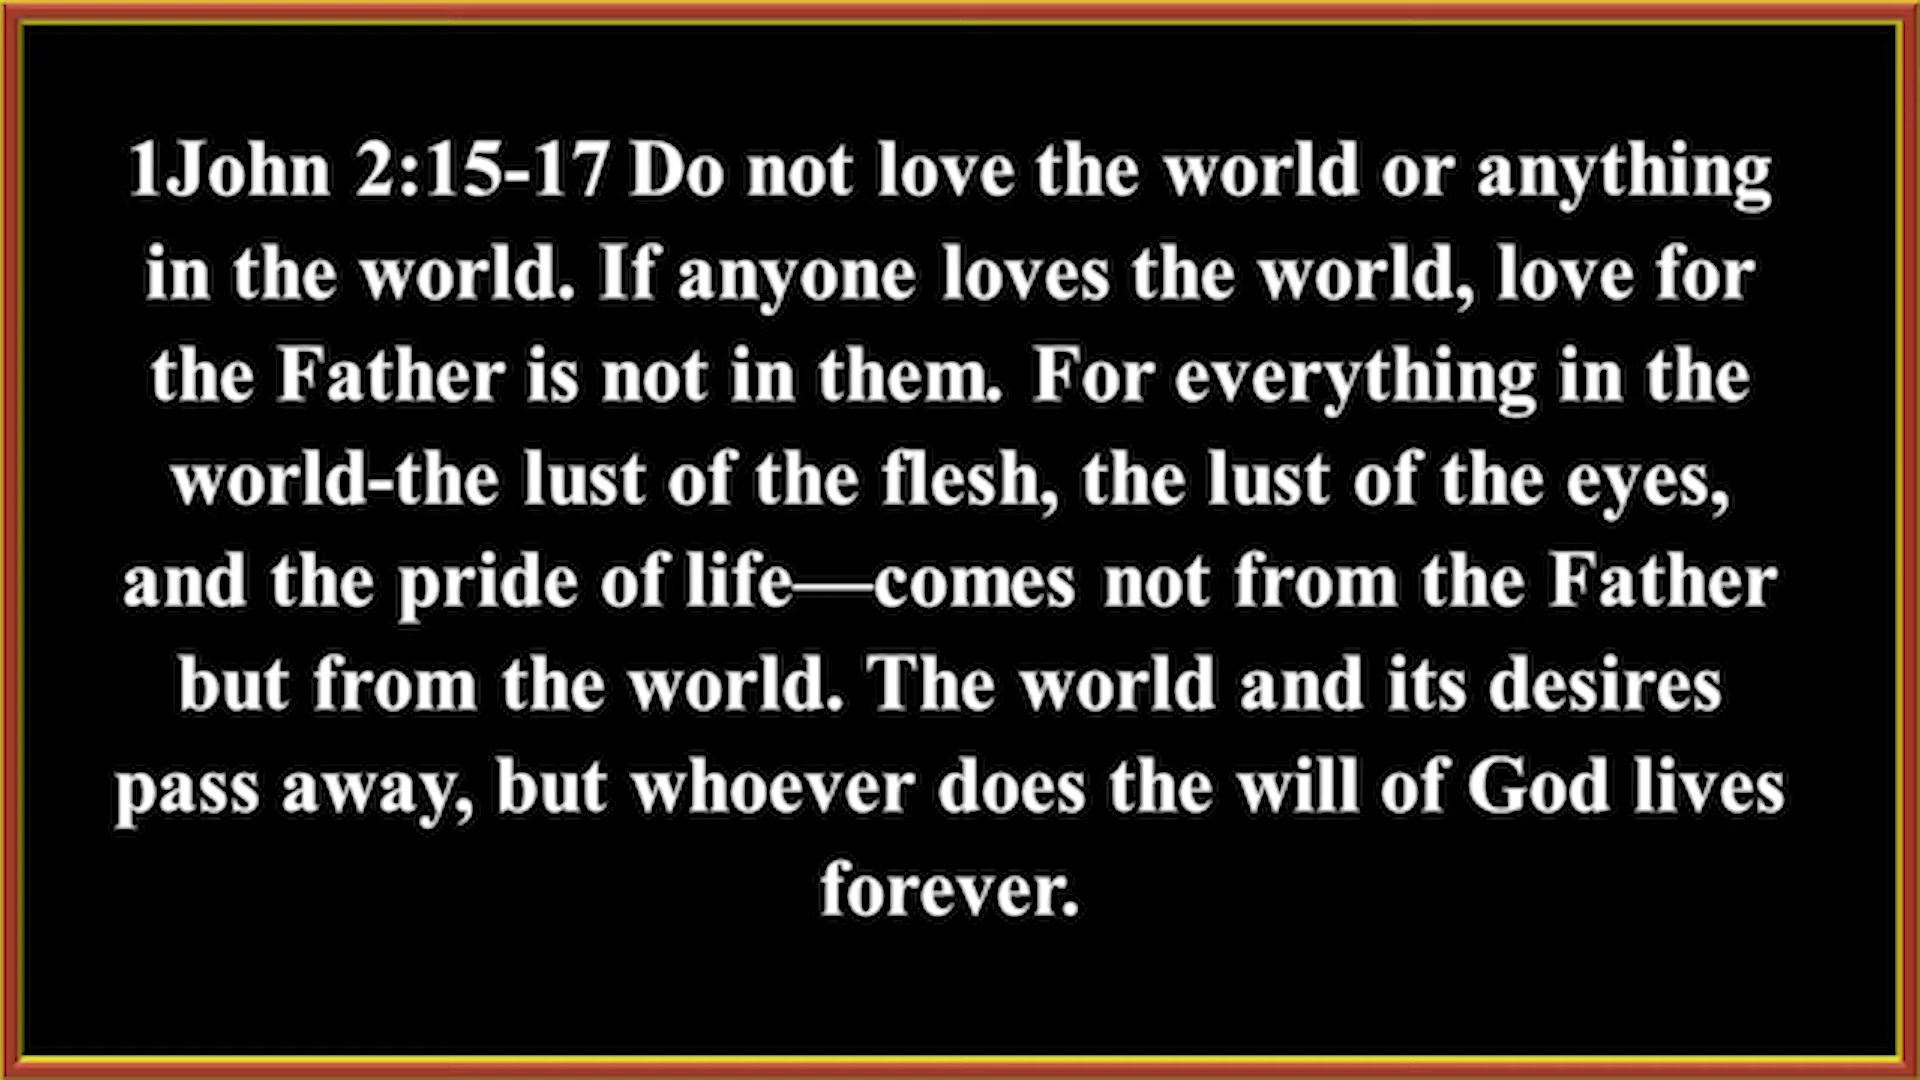 1John 2:15-17 Do not love the world or anything
in the world. If anyone loves the world, love for
the Father is not in them. For everything in the
world-the lust of the flesh, the lust of the eyes,
and the pride of life—comes not from the Father
but from the world. The world and its desires
pass away, but whoever does the will of God lives
forever.